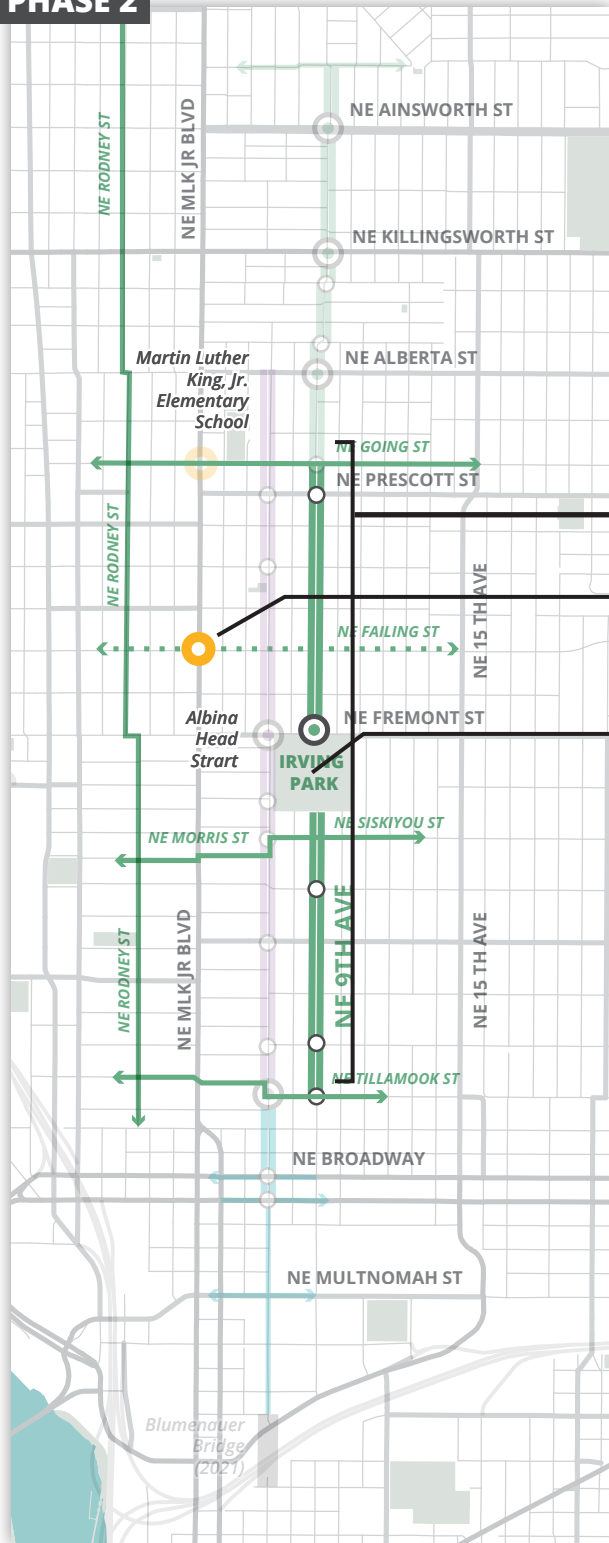 PHASE 2
NE AINSWORTH ST
NE RODNEY ST
NE MLK JR BLVD
NE KILLINGSWORTH ST
Martin Luther
King, Jr.
Elementary
School
NE ALBERTA ST
NE GOING ST
NE PRESCOTT ST
NE RODNEY ST
NE 15 TH AVE
NE FAILING ST
Albina
Head
Strart
NE FREMONT ST
IRVING
PARK
NE SISKIYOU ST
NE MORRIS ST
NE 9TH AVE
NE RODNEY ST
NE MLK JR BLVD
NE 15 TH AVE
NE TILLAMOOK ST
NE BROADWAY
NE MULTNOMAH ST
Blumenauer
Bridge
(2021)